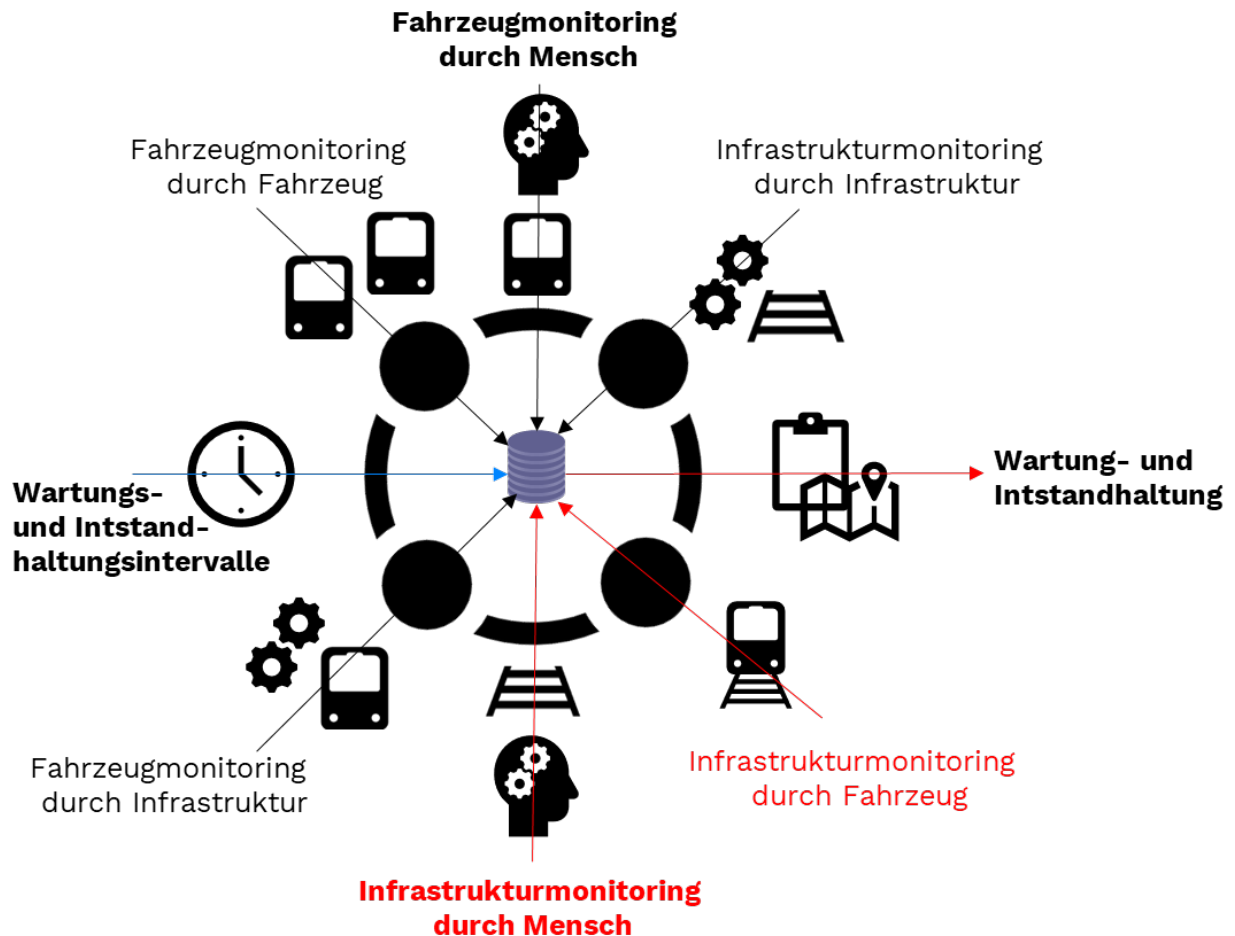 Fahrzeugmonitoring
durch Mensch
Fahrzeugmonitoring
durch Fahrzeug
Infrastrukturmonitoring
durch Infrastruktur
Wartungs-
und Intstand-
haltungsintervalle
Wartung- und
Intstandhaltung
Fahrzeugmonitoring
durch Infrastruktur
Infrastrukturmonitoring
durch Fahrzeug
Infrastrukturmonitoring
durch Mensch